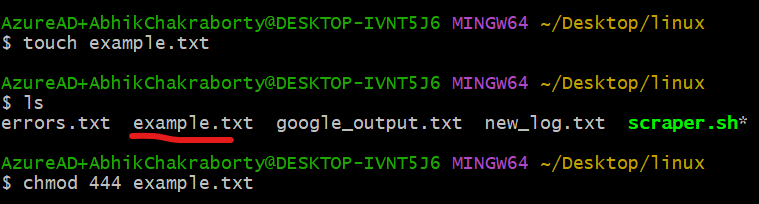 AzureAD+AbhikChakraborty@DESKTOP-IVNT5J6 MINGW64 ~/Desktop/linux
$ touch example.txt
AzureAD+AbhikChakraborty@DESKTOP-IVNT5J6 MINGW64 ~/Desktop/linux
$ ls
errors.txt  example.txt  google_output.txt  new_log.txt  scraper.sh*
AzureAD+AbhikChakraborty@DESKTOP-IVNT5J6 MINGW64 ~/Desktop/linux
$ chmod 444 example.txt